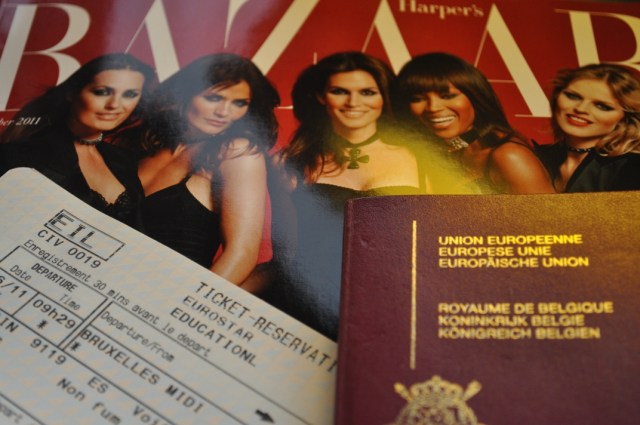 Harper's
BAZAAR
ber 2011
EIL
CIV 0019
Enregistrement 30 mins avant le départ
TICKET-RESERVATI
EUROSTAR
EDUCATIONL
DEPARTURE
Date Time
Departure/From
/11 09h29
BRUXELLES MIDI
9119 ES
Non fum
UNION EUROPEENNE
EUROPESE UNIE
EUROPÄISCHE UNION
ROYAUME DE BELGIQUE
KONINKRIJK BELGIE
KÖNIGREICH BELGIEN